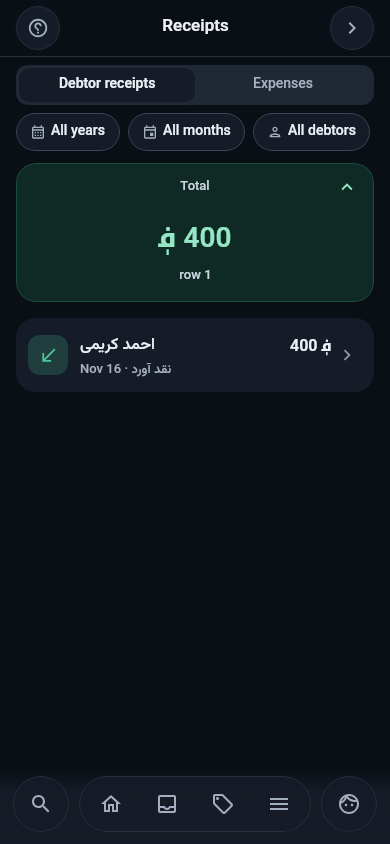 Receipts
Debtor receipts
Expenses
All years
All months
All debtors
Total
؋ 400
row 1
احمد کریمی
400 ؋
Nov 16 · نقد آورد